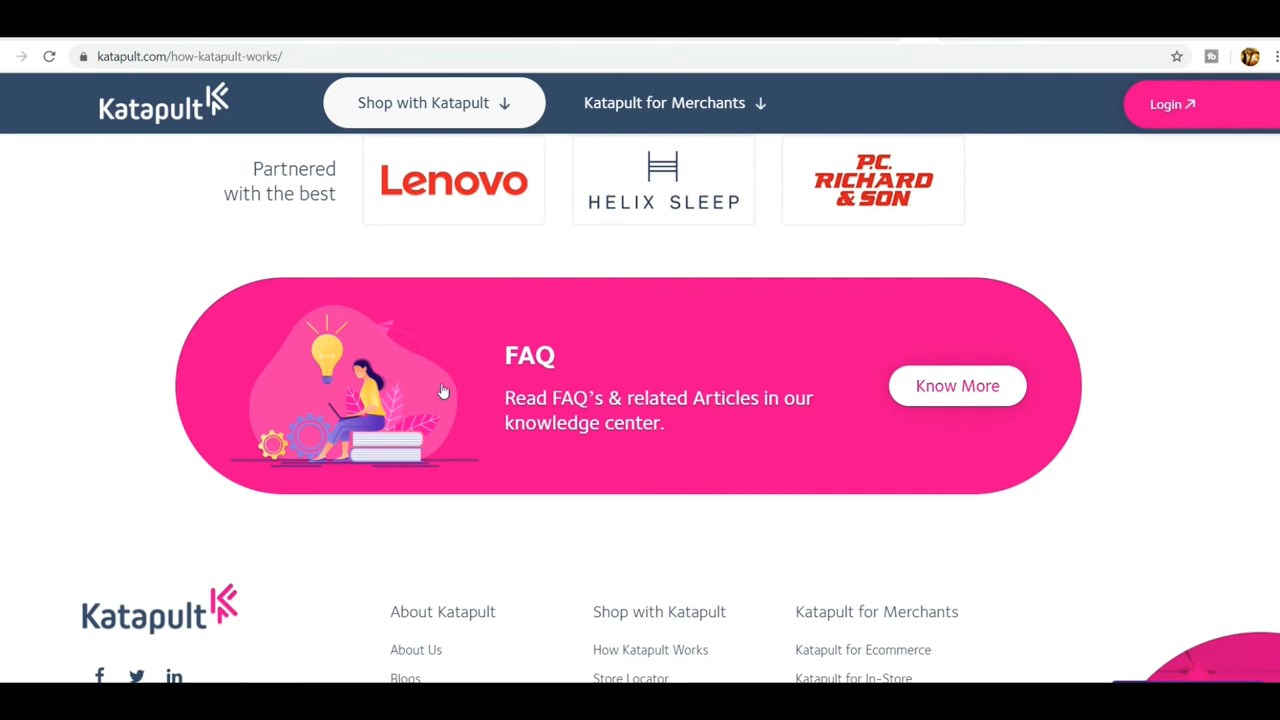 katapult.com/how-katapult-works/
Katapult
Shop with Katapult ↓
Katapult for Merchants ↓
Login ↗
Partnered
with the best
Lenovo
HELIX SLEEP
P.C.
RICHARD
& SON
FAQ
Read FAQ's & related Articles in our
knowledge center.
Know More
Katapult
About Katapult
Shop with Katapult
Katapult for Merchants
About Us
How Katapult Works
Katapult for Ecommerce
Blogs
Store Locator
Katapult for In-Store